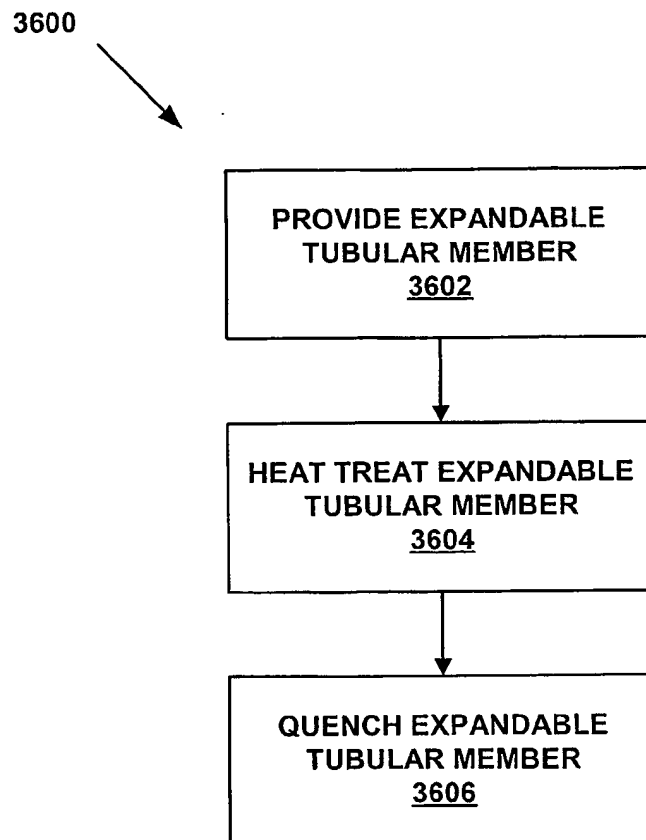 3600
PROVIDE EXPANDABLE
TUBULAR MEMBER
3602
HEAT TREAT EXPANDABLE
TUBULAR MEMBER
3604
QUENCH EXPANDABLE
TUBULAR MEMBER
3606